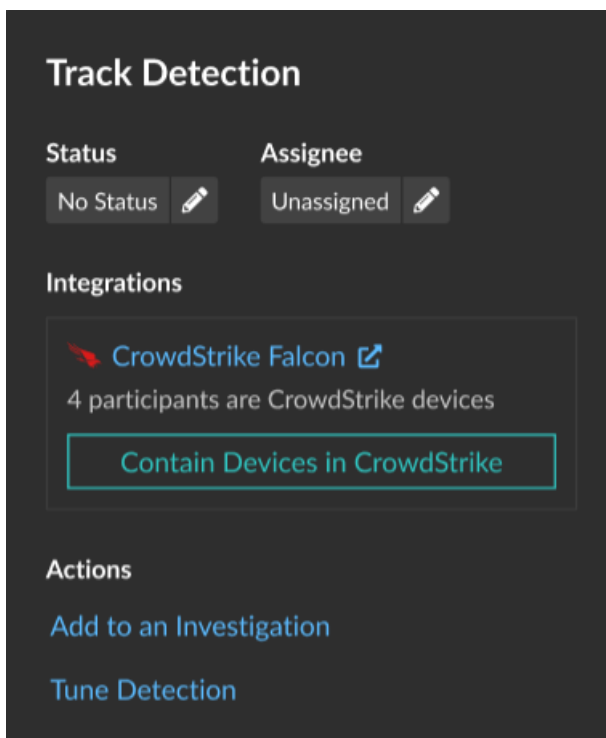 Track Detection
Status
Assignee
No Status
Unassigned
Integrations
CrowdStrike Falcon
4 participants are CrowdStrike devices
Contain Devices in CrowdStrike
Actions
Add to an Investigation
Tune Detection